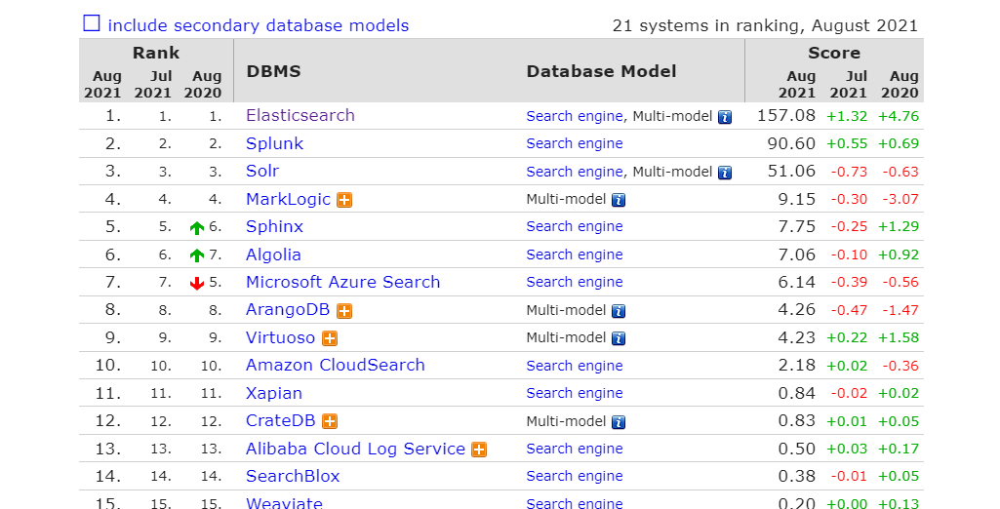 include secondary database models 21 systems in ranking, August 2021
Rank DBMS Database Model Score
Aug 2021 Jul 2021 Aug 2020 Aug 2021 Jul 2021 Aug 2020
1. 1. 1. Elasticsearch Search engine, Multi-model i 157.08 +1.32 +4.76
2. 2. 2. Splunk Search engine 90.60 +0.55 +0.69
3. 3. 3. Solr Search engine, Multi-model i 51.06 -0.73 -0.63
4. 4. 4. MarkLogic Multi-model i 9.15 -0.30 -3.07
5. 5. 6. Sphinx Search engine 7.75 -0.25 +1.29
6. 6. 7. Algolia Search engine 7.06 -0.10 +0.92
7. 7. 5. Microsoft Azure Search Search engine 6.14 -0.39 -0.56
8. 8. 8. ArangoDB Multi-model i 4.26 -0.47 -1.47
9. 9. 9. Virtuoso Multi-model i 4.23 +0.22 +1.58
10. 10. 10. Amazon CloudSearch Search engine 2.18 +0.02 -0.36
11. 11. 11. Xapian Search engine 0.84 -0.02 +0.02
12. 12. 12. CrateDB Multi-model i 0.83 +0.01 +0.05
13. 13. 13. Alibaba Cloud Log Service Search engine 0.50 +0.03 +0.17
14. 14. 14. SearchBlox Search engine 0.38 -0.01 +0.05
15. 15. 15. Weaviate Search engine 0.20 +0.00 +0.13